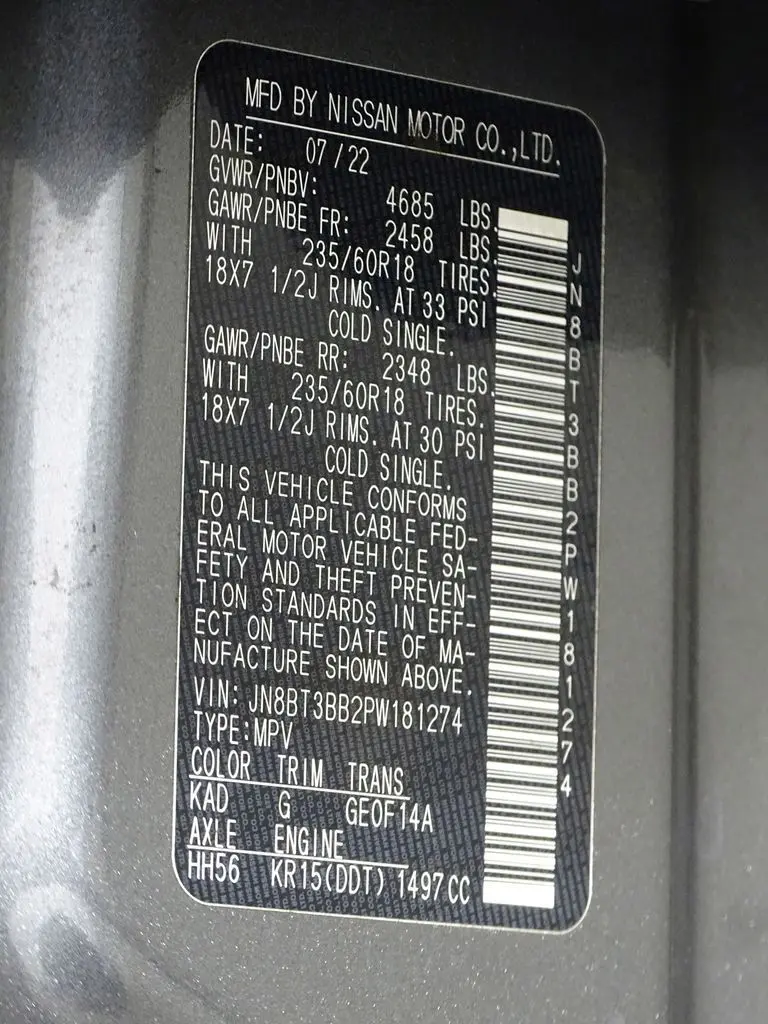 MFD BY NISSAN MOTOR CO.,LTD.
DATE: 07/22
GVWR/PNBV: 4685 LBS.
GAWR/PNBE FR: 2458 LBS.
WITH 235/60R18 TIRES.
18X7 1/2J RIMS. AT 33 PSI
COLD SINGLE.
GAWR/PNBE RR: 2348 LBS.
WITH 235/60R18 TIRES.
18X7 1/2J RIMS. AT 30 PSI
COLD SINGLE.
THIS VEHICLE CONFORMS
TO ALL APPLICABLE FED-
ERAL MOTOR VEHICLE SA-
FETY AND THEFT PREVEN-
TION STANDARDS IN EFF-
ECT ON THE DATE OF MA-
NUFACTURE SHOWN ABOVE.
VIN: JN8BT3BB2PW181274
TYPE:MPV
COLOR TRIM TRANS
KAD G GE0F14A
AXLE ENGINE
HH56 KR15(DDT) 1497CC
JN8BT3BB2PW181274